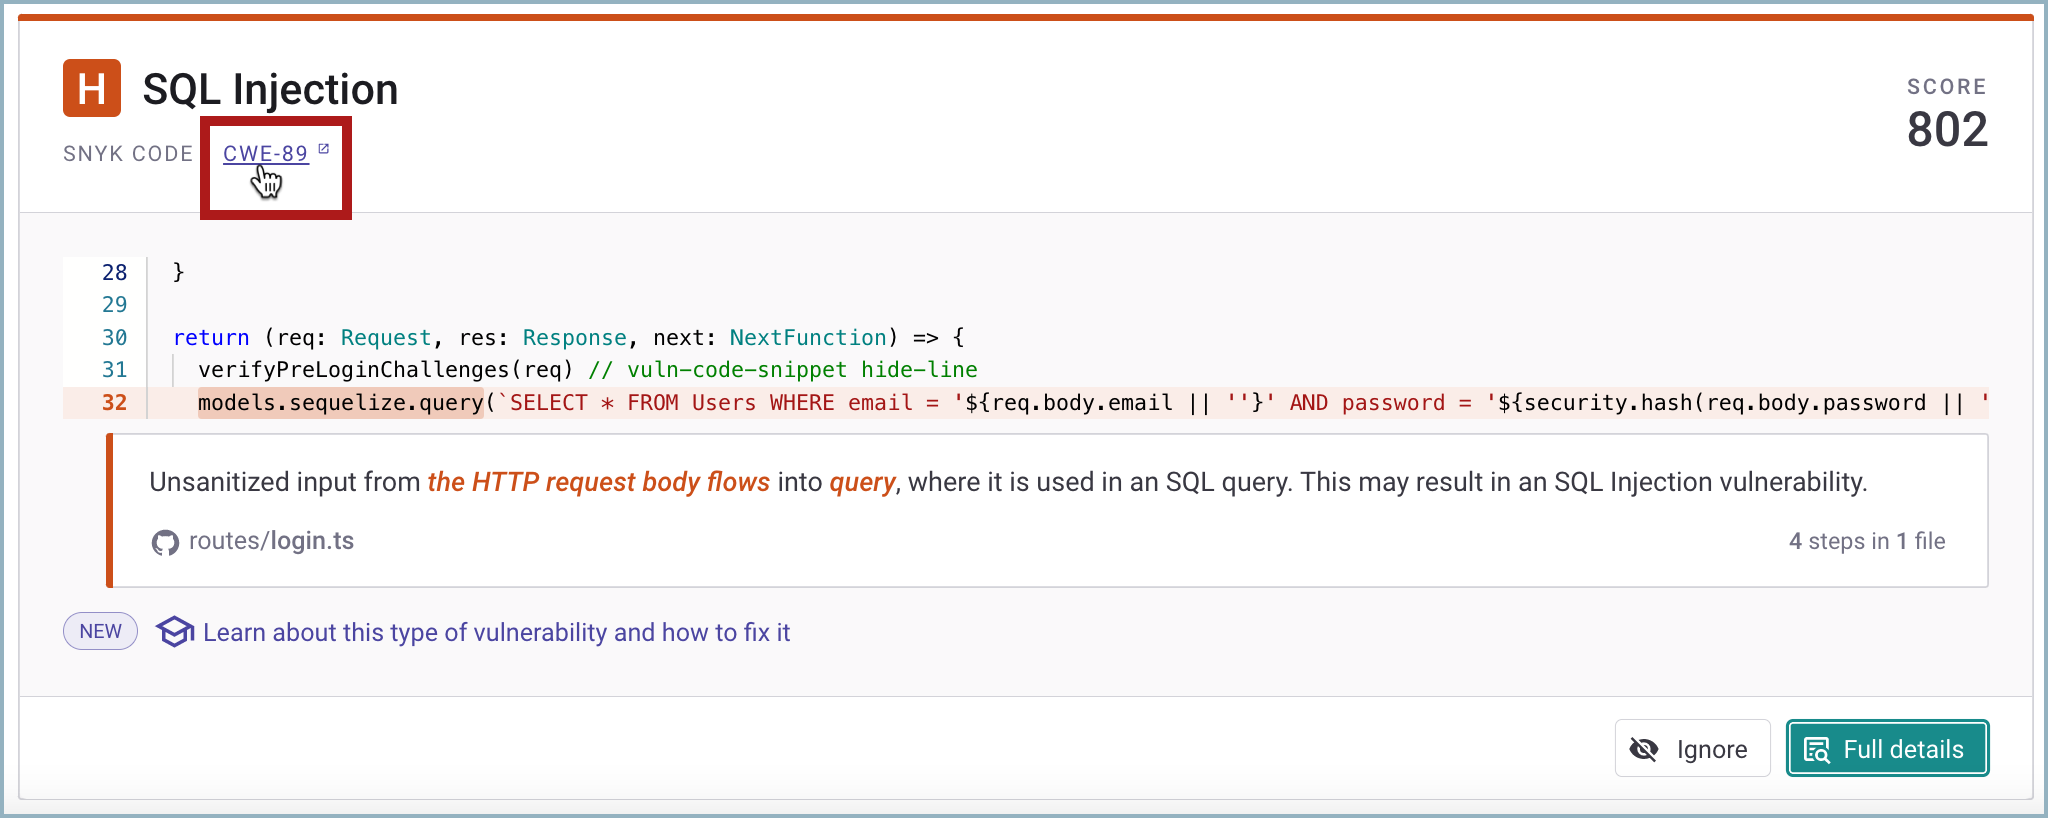 H SQL Injection
SCORE
802
SNYK CODE CWE-89
28 }
29
30 return (req: Request, res: Response, next: NextFunction) => {
31 verifyPreLoginChallenges(req) // vuln-code-snippet hide-line
32 models.sequelize.query(`SELECT * FROM Users WHERE email = '${req.body.email || ''}' AND password = '${security.hash(req.body.password || '
Unsanitized input from the HTTP request body flows into query, where it is used in an SQL query. This may result in an SQL Injection vulnerability.
routes/login.ts 4 steps in 1 file
NEW Learn about this type of vulnerability and how to fix it
Ignore Full details